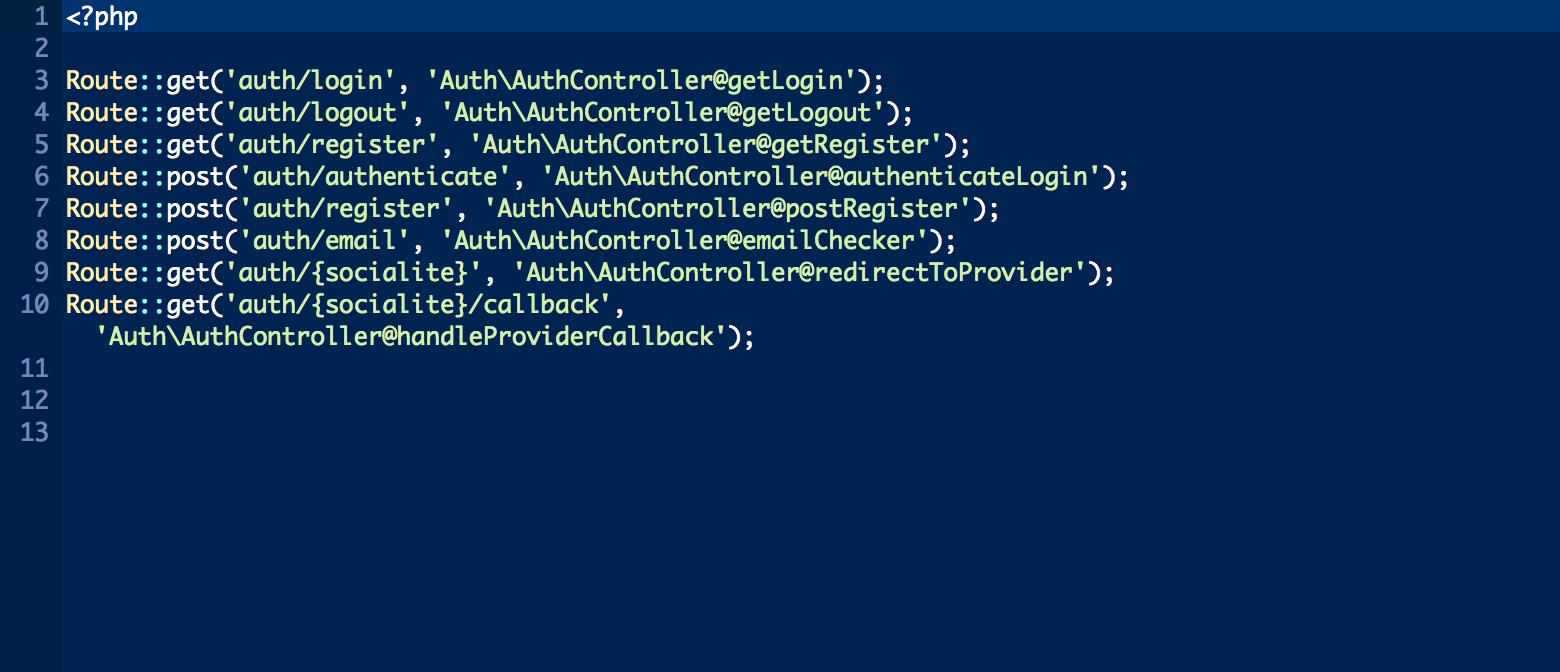 1 <?php
2
3 Route::get('auth/login', 'Auth\AuthController@getLogin');
4 Route::get('auth/logout', 'Auth\AuthController@getLogout');
5 Route::get('auth/register', 'Auth\AuthController@getRegister');
6 Route::post('auth/authenticate', 'Auth\AuthController@authenticateLogin');
7 Route::post('auth/register', 'Auth\AuthController@postRegister');
8 Route::post('auth/email', 'Auth\AuthController@emailChecker');
9 Route::get('auth/{socialite}', 'Auth\AuthController@redirectToProvider');
10 Route::get('auth/{socialite}/callback',
'Auth\AuthController@handleProviderCallback');
11
12
13